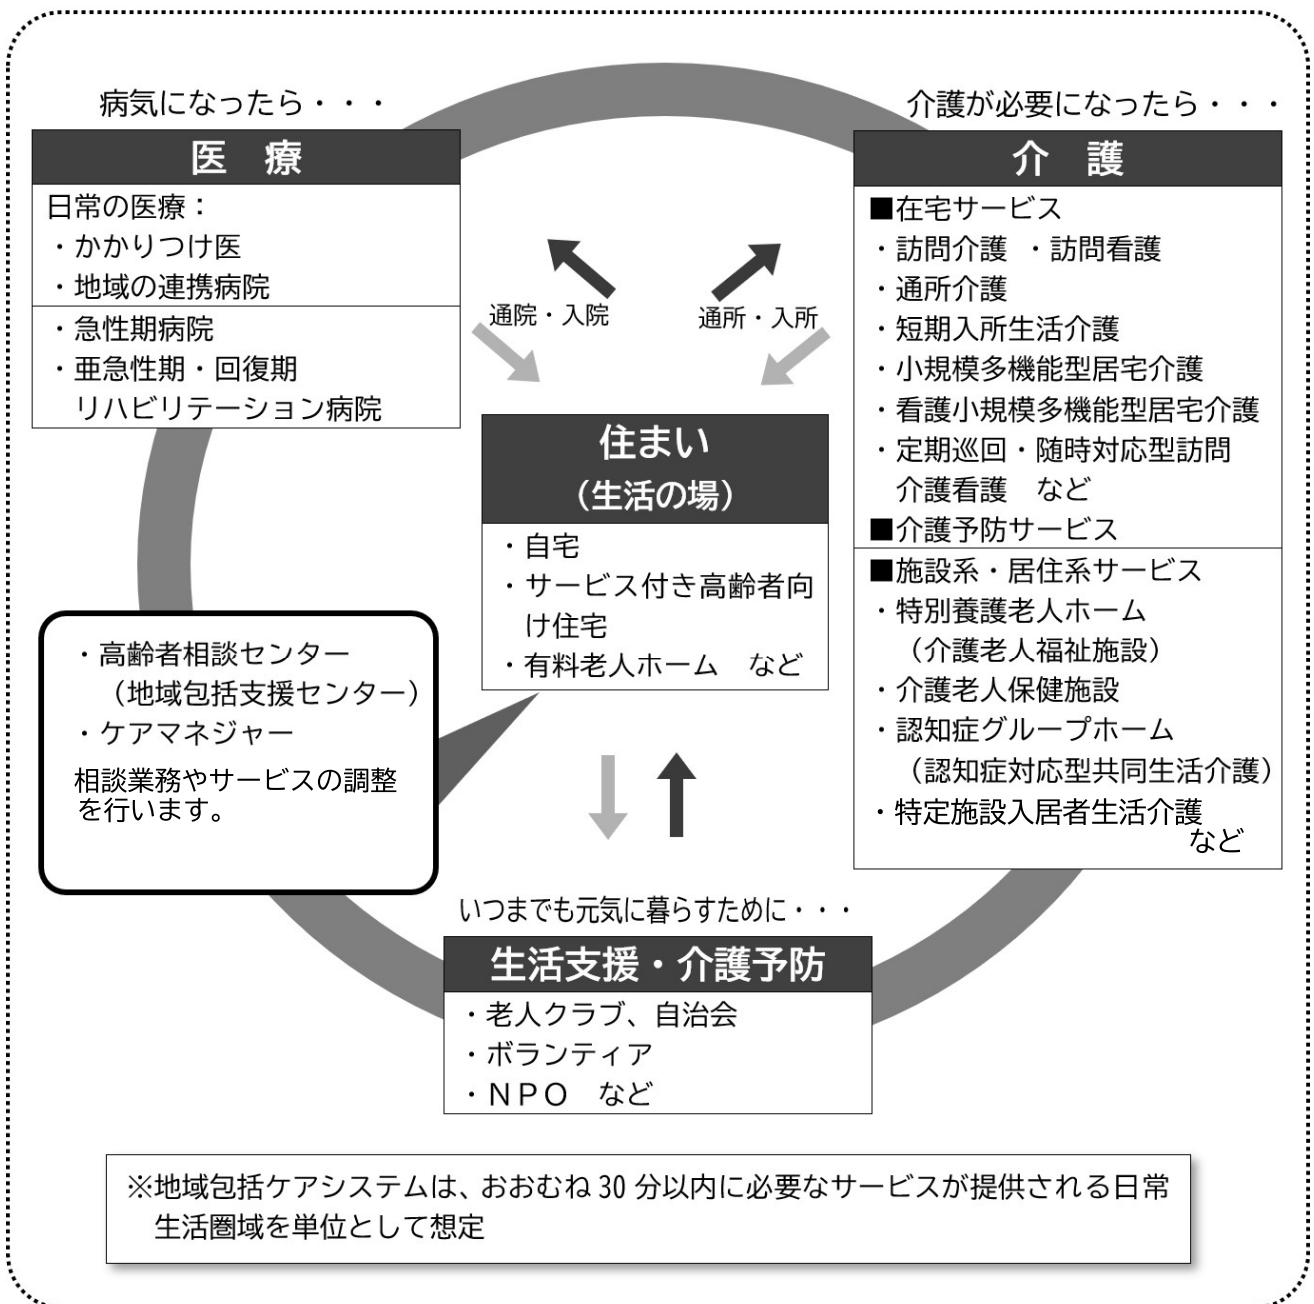 病気になったら・・・
医　療
日常の医療：
・かかりつけ医
・地域の連携病院
・急性期病院
・亜急性期・回復期
リハビリテーション病院
介護が必要になったら・・・
介　護
■在宅サービス
・訪問介護　・訪問看護
・通所介護
・短期入所生活介護
・小規模多機能型居宅介護
・看護小規模多機能型居宅介護
・定期巡回・随時対応型訪問
介護看護　など
■介護予防サービス
■施設系・居住系サービス
・特別養護老人ホーム
（介護老人福祉施設）
・介護老人保健施設
・認知症グループホーム
（認知症対応型共同生活介護）
・特定施設入居者生活介護
など
通院・入院
通所・入所
住まい
（生活の場）
・自宅
・サービス付き高齢者向
け住宅
・有料老人ホーム　など
・高齢者相談センター
（地域包括支援センター）
・ケアマネジャー
相談業務やサービスの調整
を行います。
いつまでも元気に暮らすために・・・
生活支援・介護予防
・老人クラブ、自治会
・ボランティア
・ＮＰＯ　など
※地域包括ケアシステムは、おおむね 30 分以内に必要なサービスが提供される日常
生活圏域を単位として想定